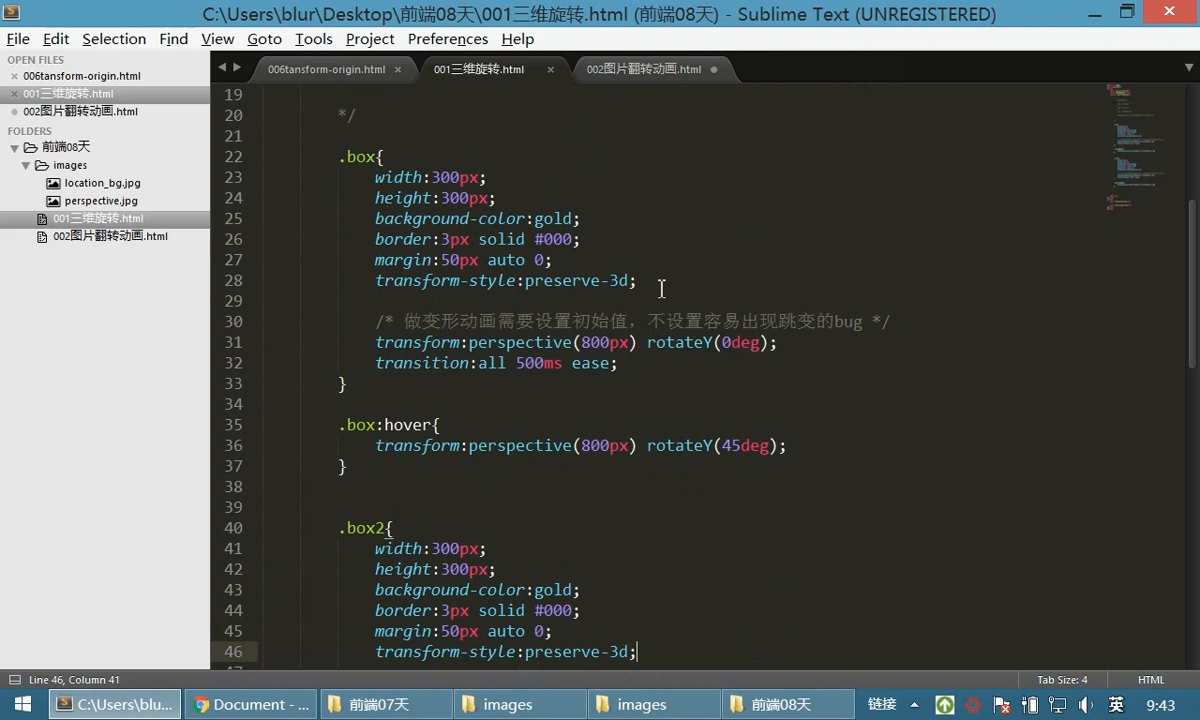 C:\Users\blur\Desktop\前端08天\001三维旋转.html (前端08天) - Sublime Text (UNREGISTERED)
File Edit Selection Find View Goto Tools Project Preferences Help
OPEN FILES
006tansform-origin.html
001三维旋转.html
002图片翻转动画.html
FOLDERS
前端08天
images
location_bg.jpg
perspective.jpg
001三维旋转.html
002图片翻转动画.html
006tansform-origin.html 001三维旋转.html 002图片翻转动画.html
19
20 */
21
22 .box{
23 width:300px;
24 height:300px;
25 background-color:gold;
26 border:3px solid #000;
27 margin:50px auto 0;
28 transform-style:preserve-3d;
29
30 /* 做变形动画需要设置初始值，不设置容易出现跳变的bug */
31 transform:perspective(800px) rotateY(0deg);
32 transition:all 500ms ease;
33 }
34
35 .box:hover{
36 transform:perspective(800px) rotateY(45deg);
37 }
38
39
40 .box2{
41 width:300px;
42 height:300px;
43 background-color:gold;
44 border:3px solid #000;
45 margin:50px auto 0;
46 transform-style:preserve-3d;
Line 46, Column 41 Tab Size: 4 HTML
C:\Users\blu... Document - ... 前端07天 images images 前端08天 链接 英 9:43